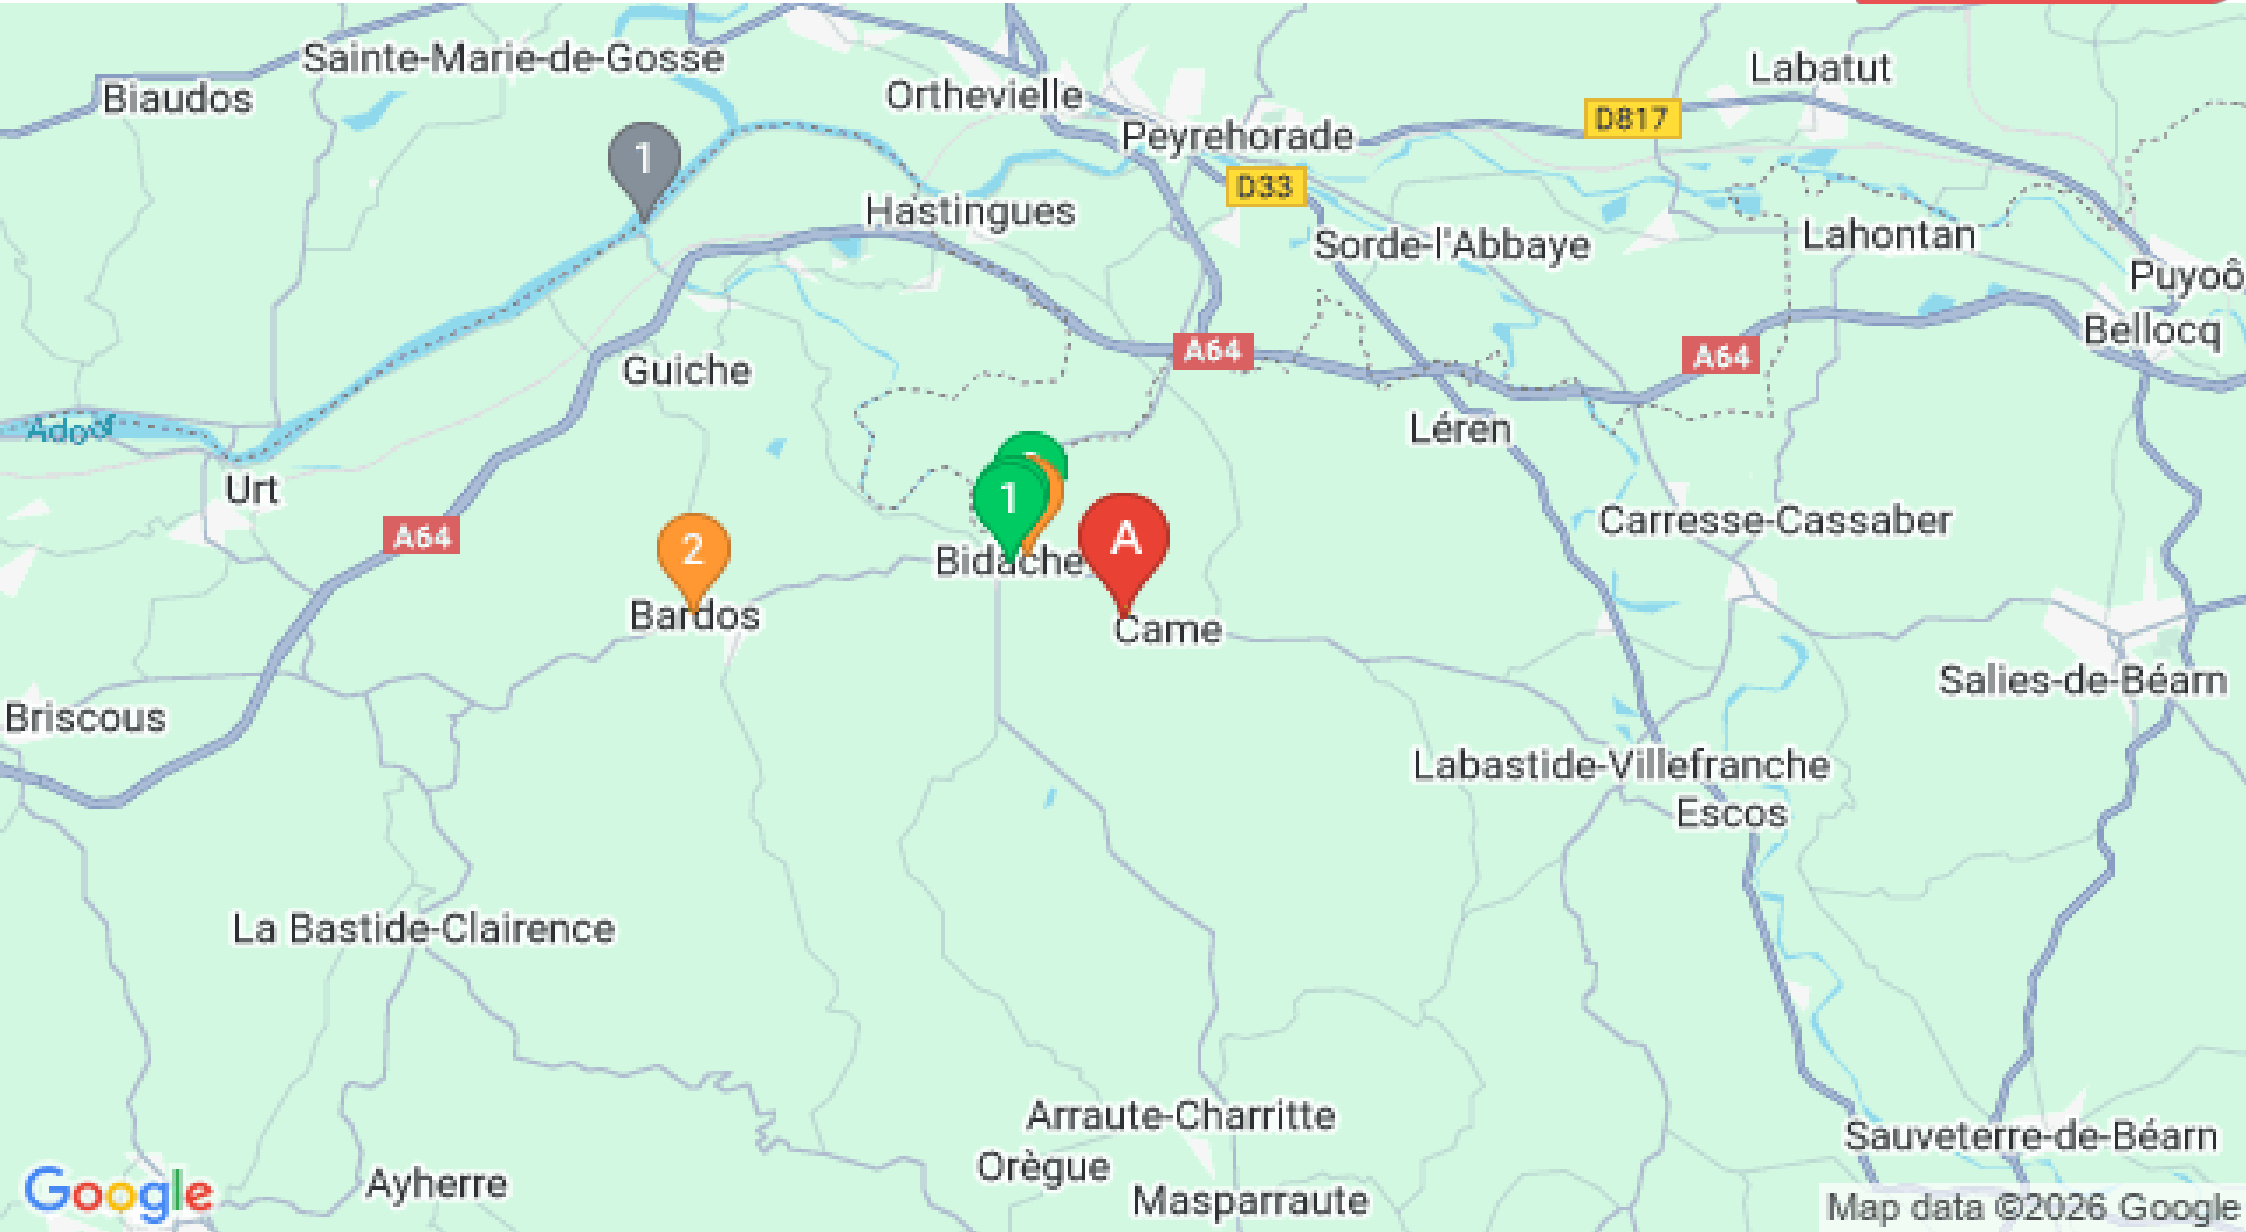 Sainte-Marie-de-Gosse
Labatut
Biaudos
Orthevielle
D817
Peyrehorade
1
D33
Hastingues
Lahontan
Sorde-l'Abbaye
Puyoô
Bellocq
A64
A64
Guiche
Léren
Urt
1
Carresse-Cassaber
A64
A
2
Bidache
Bardos
Came
Salies-de-Béarn
Briscous
Labastide-Villefranche
Escos
La Bastide-Clairence
Arraute-Charritte
Sauveterre-de-Béarn
Orègue
Ayherre
Masparraute
Google
Map data ©2026 Google